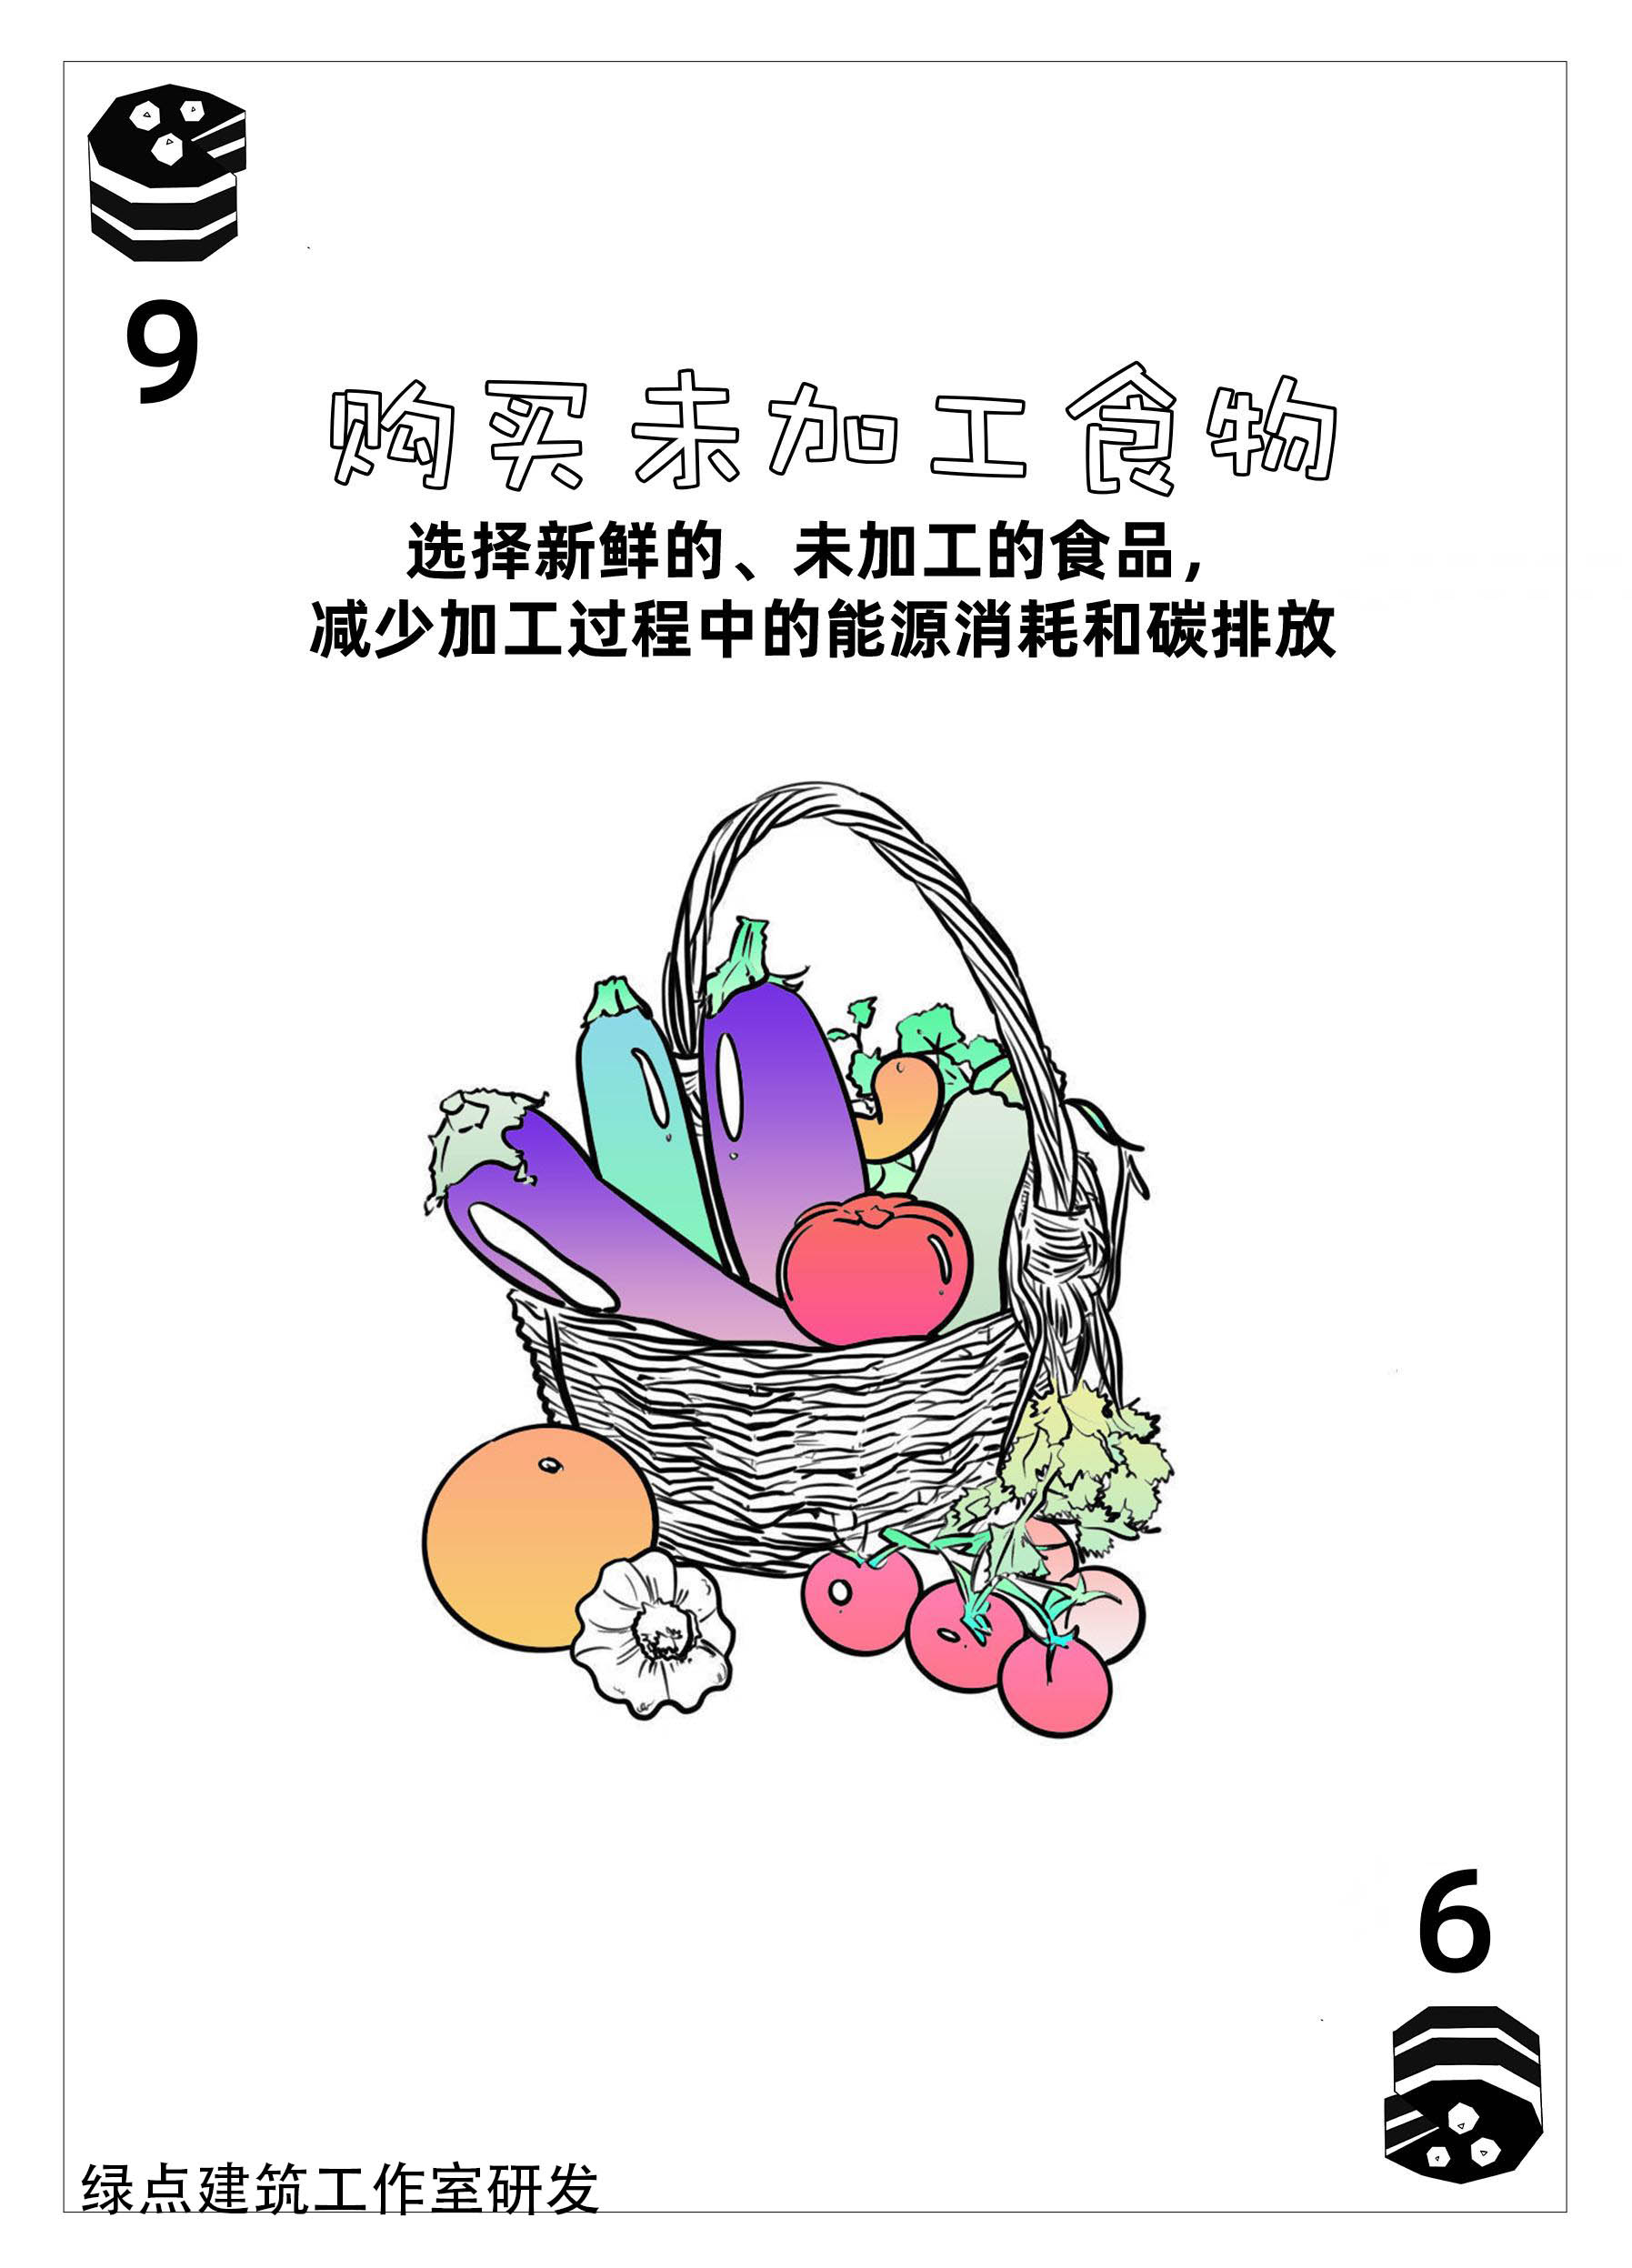 9
购买未加工食物
选择新鲜的、未加工的食品，
减少加工过程中的能源消耗和碳排放
6
绿点建筑工作室研发